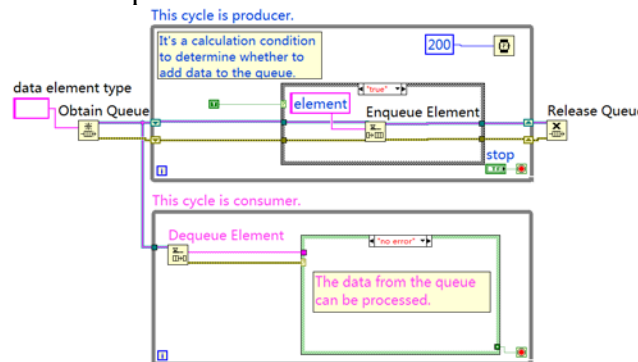 This cycle is producer.
It's a calculation condition
to determine whether to
add data to the queue.
200
data element type
"true"
element
Obtain Queue
Enqueue Element
Release Queue
stop
TF
i
This cycle is consumer.
Dequeue Element
"no error"
The data from the queue
can be processed.
i